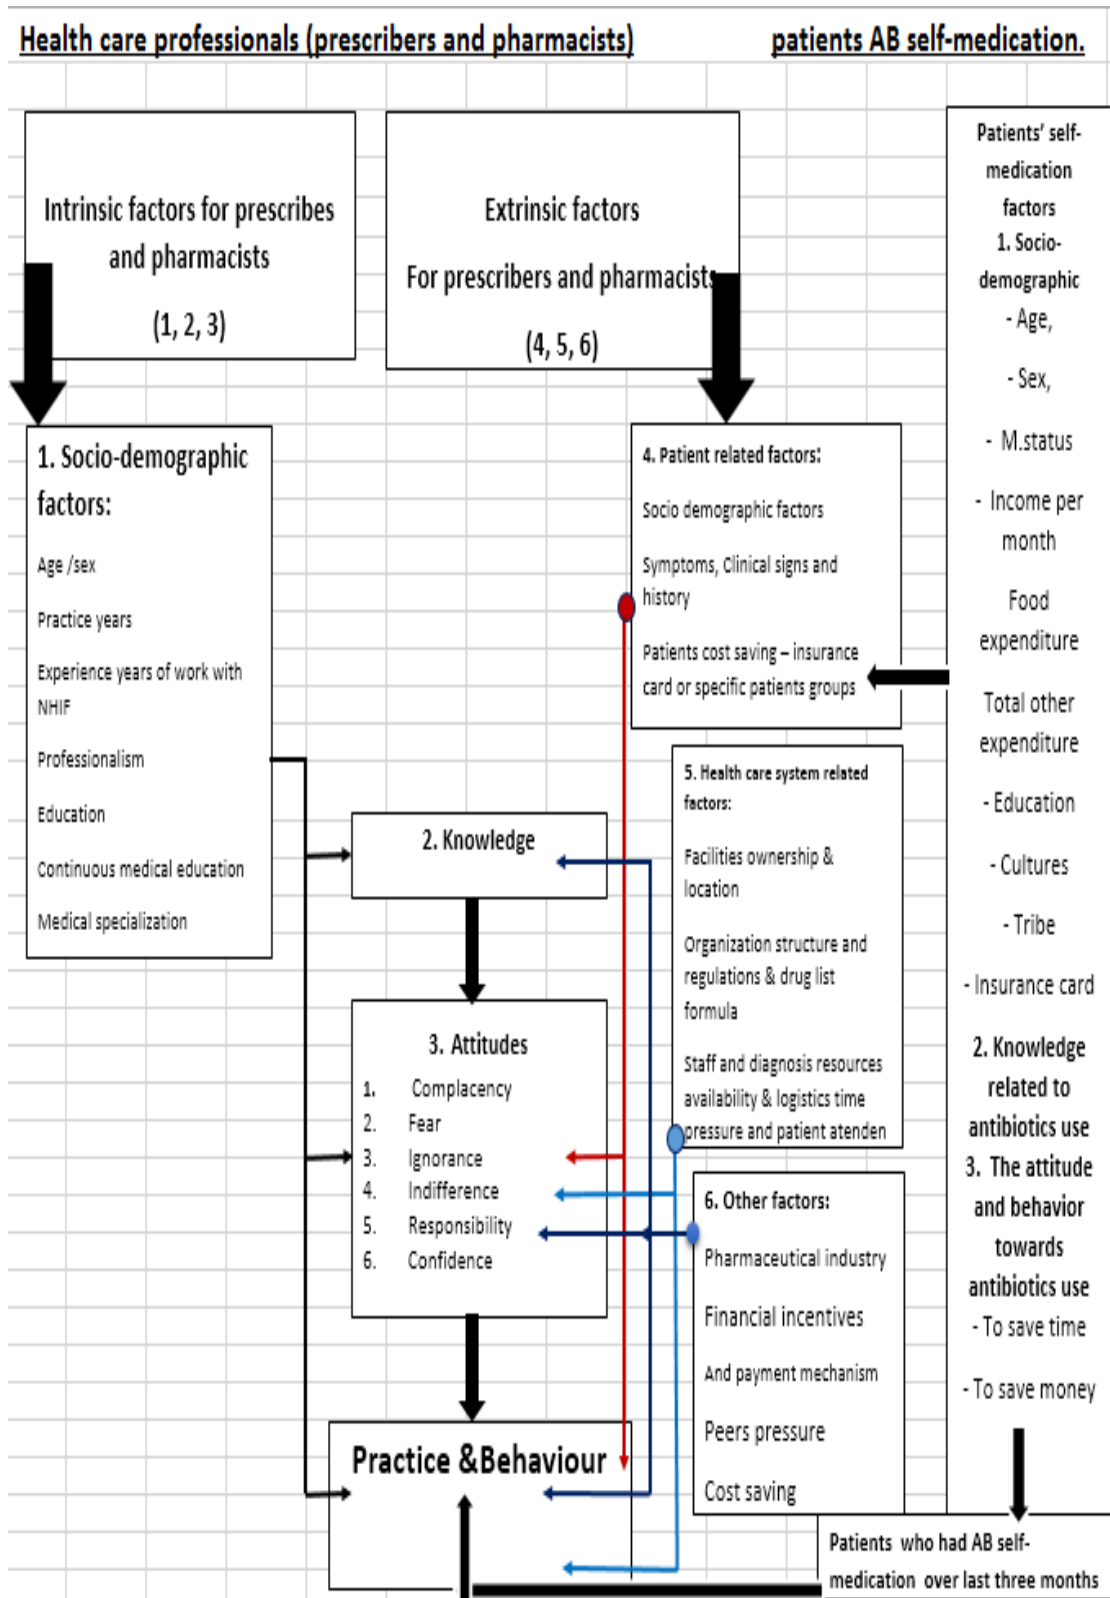 Health care professionals (prescribers and pharmacists)
patients AB self-medication.
Intrinsic factors for prescribes
and pharmacists
(1, 2, 3)
Extrinsic factors
For prescribers and pharmacists
(4, 5, 6)
1. Socio-demographic
factors:
Age /sex
Practice years
Experience years of work with
NHIF
Professionalism
Education
Continuous medical education
Medical specialization
2. Knowledge
3. Attitudes
1. Complacency
2. Fear
3. Ignorance
4. Indifference
5. Responsibility
6. Confidence
Practice &Behaviour
4. Patient related factors:
Socio demographic factors
Symptoms, Clinical signs and
history
Patients cost saving – insurance
card or specific patients groups
5. Health care system related
factors:
Facilities ownership &
location
Organization structure and
regulations & drug list
formula
Staff and diagnosis resources
availability & logistics time
pressure and patient atenden
6. Other factors:
Pharmaceutical industry
Financial incentives
And payment mechanism
Peers pressure
Cost saving
Patients' self-
medication
factors
1. Socio-
demographic
- Age,
- Sex,
- M.status
- Income per
month
Food
expenditure
Total other
expenditure
- Education
- Cultures
- Tribe
- Insurance card
2. Knowledge
related to
antibiotics use
3. The attitude
and behavior
towards
antibiotics use
- To save time
- To save money
Patients who had AB self-
medication over last three months